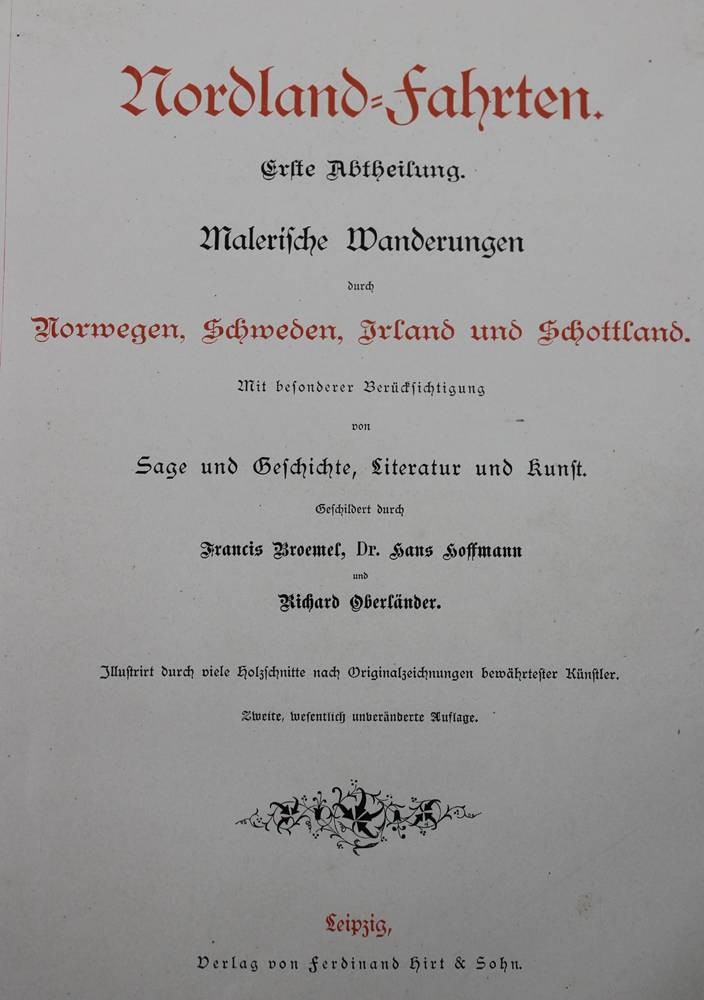 Nordland-Fahrten.
Erste Abtheilung.
Malerische Wanderungen
durch
Norwegen, Schweden, Irland und Schottland.
Mit besonderer Berücksichtigung
von
Sage und Geschichte, Literatur und Kunst.
Geschildert durch
Francis Broemel, Dr. Hans Hoffmann
und
Richard Oberländer.
Illustrirt durch viele Holzschnitte nach Originalzeichnungen bewährtester Künstler.
Zweite, wesentlich unveränderte Auflage.
Leipzig,
Verlag von Ferdinand Hirt & Sohn.